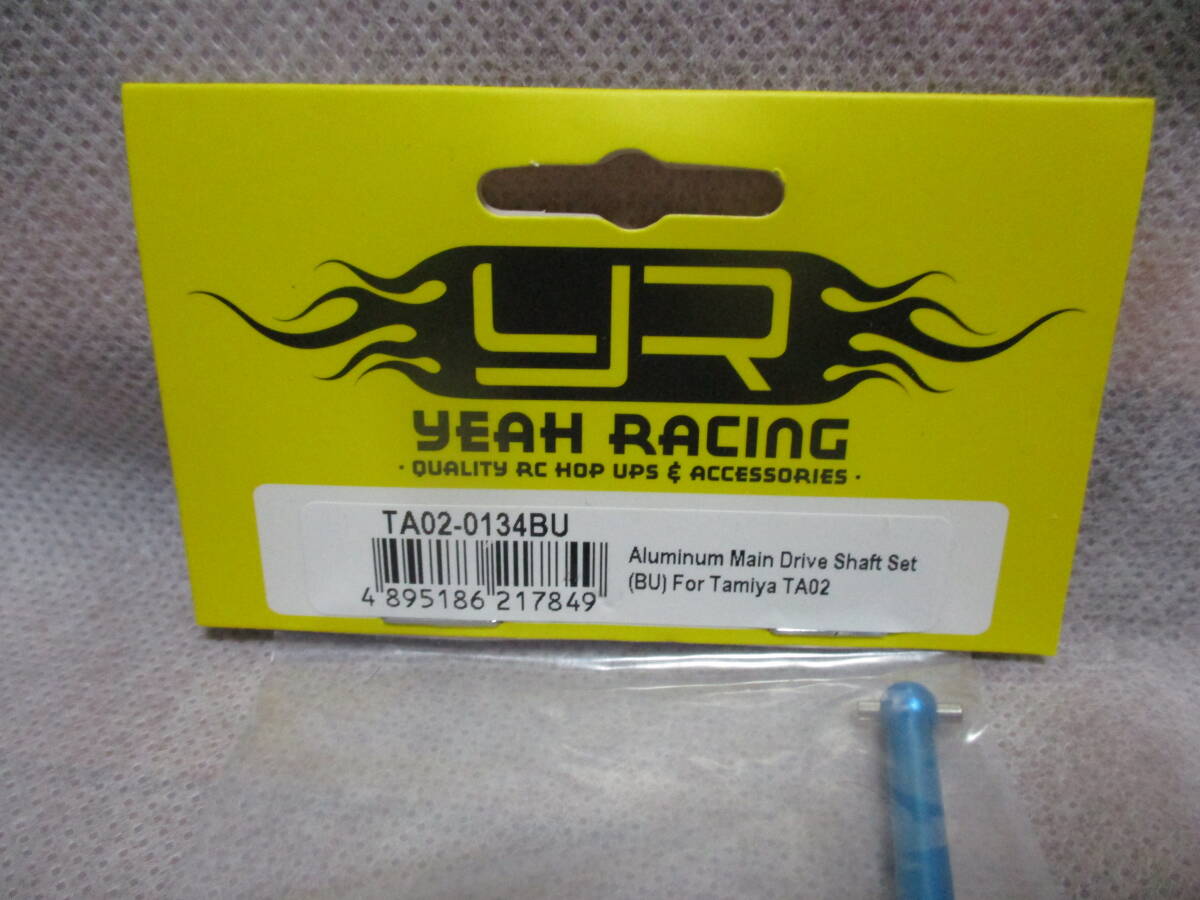 YR
YEAH RACING
· QUALITY RC HOP UPS & ACCESSORIES ·
TA02-0134BU
Aluminum Main Drive Shaft Set
(BU) For Tamiya TA02
4 895186 217849